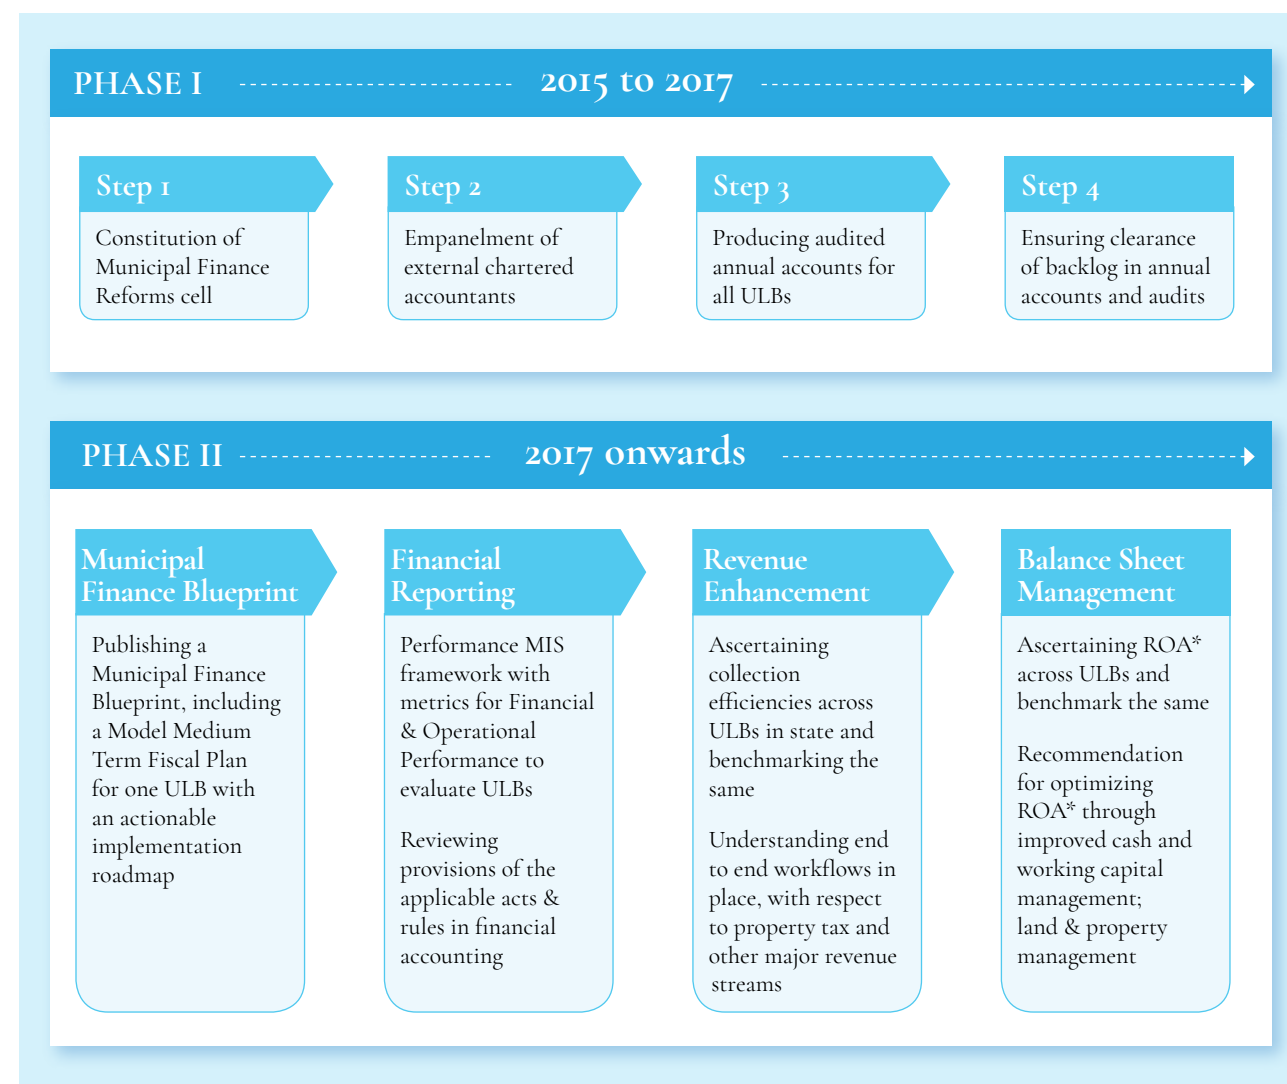 PHASE I
2015 to 2017
Step 1
Constitution of
Municipal Finance
Reforms cell
Step 2
Empanelment of
external chartered
accountants
Step 3
Producing audited
annual accounts for
all ULBs
Step 4
Ensuring clearance
of backlog in annual
accounts and audits
PHASE II
2017 onwards
Municipal
Finance Blueprint
Publishing a
Municipal Finance
Blueprint, including
a Model Medium
Term Fiscal Plan
for one ULB with
an actionable
implementation
roadmap
Financial
Reporting
Performance MIS
framework with
metrics for Financial
& Operational
Performance to
evaluate ULBs
Reviewing
provisions of the
applicable acts &
rules in financial
accounting
Revenue
Enhancement
Ascertaining
collection
efficiencies across
ULBs in state and
benchmarking the
same
Understanding end
to end workflows in
place, with respect
to property tax and
other major revenue
streams
Balance Sheet
Management
Ascertaining ROA*
across ULBs and
benchmark the same
Recommendation
for optimizing
ROA* through
improved cash and
working capital
management;
land & property
management